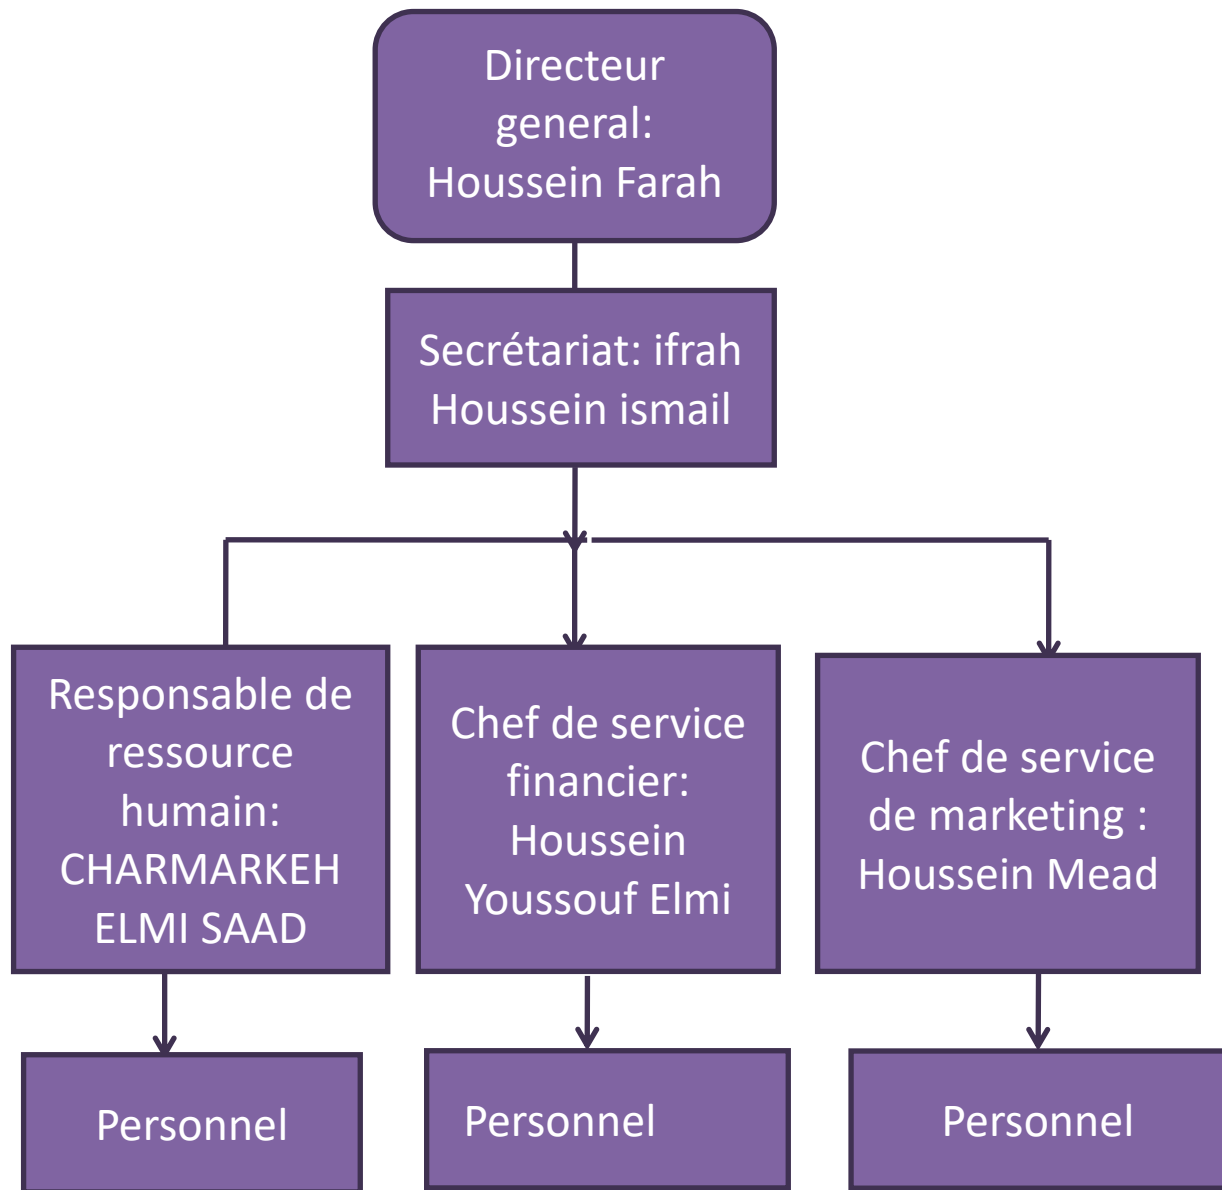 Directeur
general:
Houssein Farah
Secrétariat: ifrah
Houssein ismail
Responsable de
ressource
humain:
CHARMARKEH
ELMI SAAD
Chef de service
financier:
Houssein
Youssouf Elmi
Chef de service
de marketing :
Houssein Mead
Personnel
Personnel
Personnel